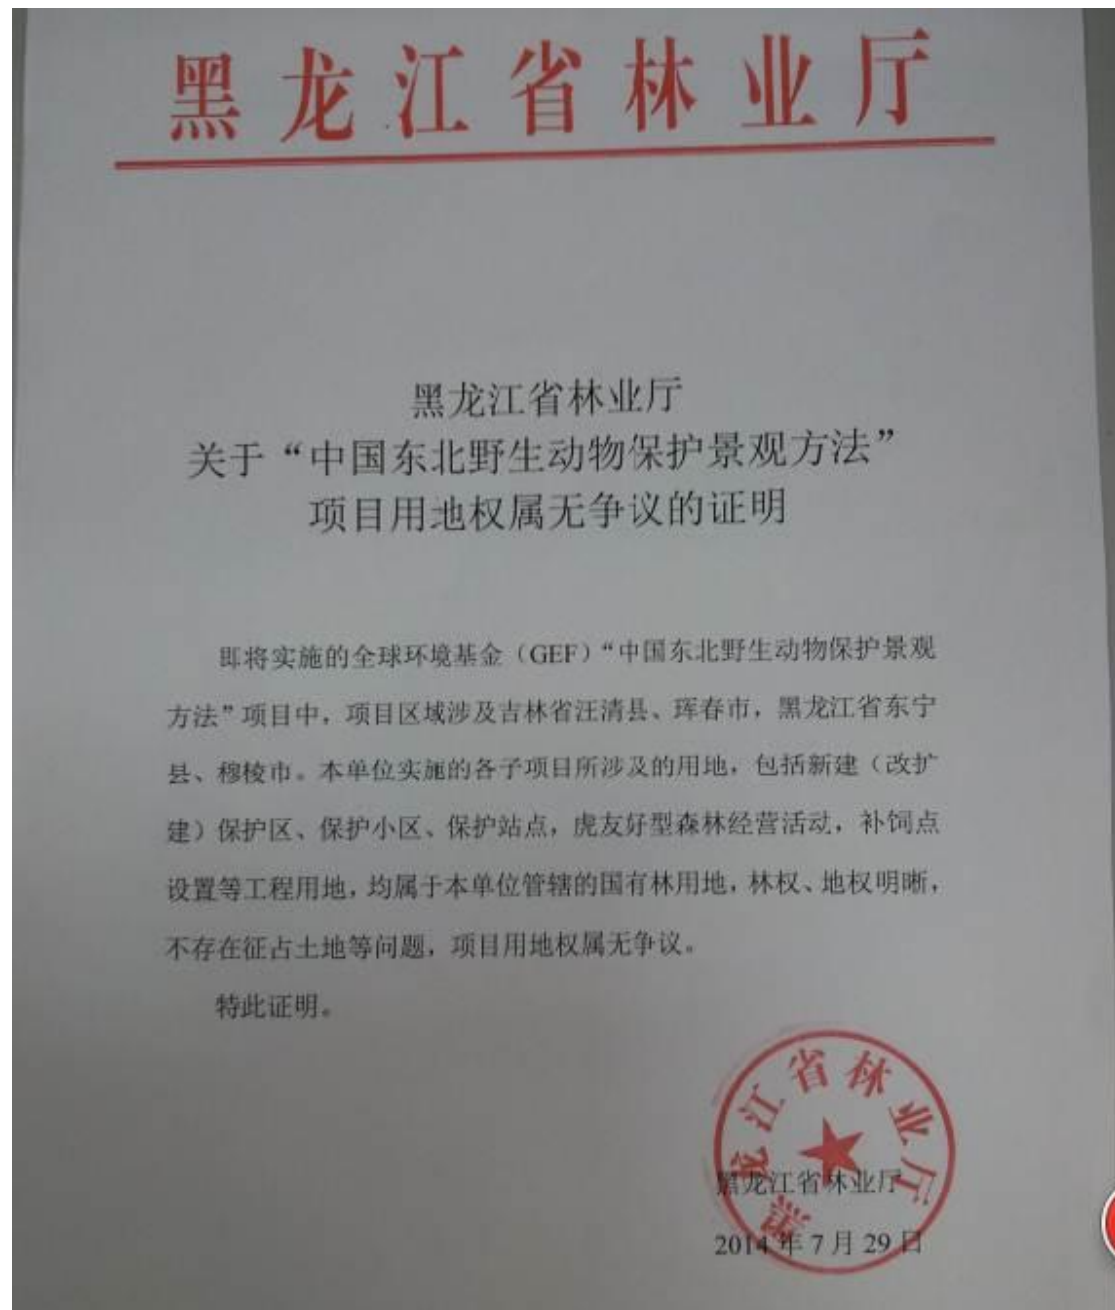 黑龙江省林业厅
黑龙江省林业厅
关于“中国东北野生动物保护景观方法”
项目用地权属无争议的证明
即将实施的全球环境基金（GEF）“中国东北野生动物保护景观
方法”项目中，项目区域涉及吉林省汪清县、珲春市，黑龙江省东宁
县、穆棱市。本单位实施的各子项目所涉及的用地，包括新建（改扩
建）保护区、保护小区、保护站点，虎友好型森林经营活动，补饲点
设置等工程用地，均属于本单位管辖的国有林用地，林权、地权明晰，
不存在征占土地等问题，项目用地权属无争议。
特此证明。
黑龙江省林业厅
黑龙江省林业厅
2014 年 7 月 29 日